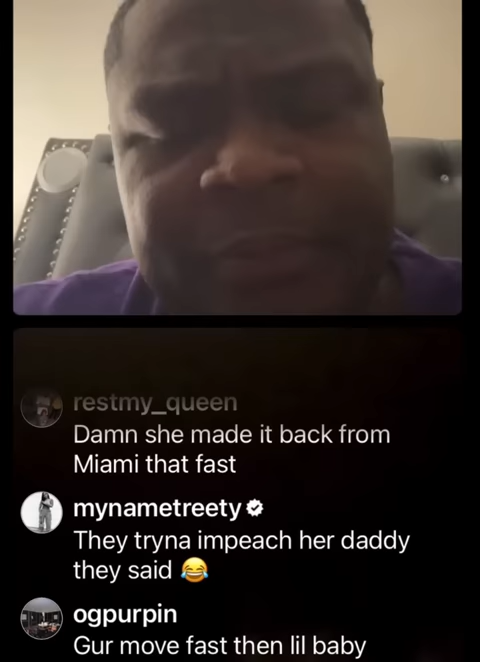 restmy_queen
Damn she made it back from
Miami that fast
mynametreety
They tryna impeach her daddy
they said 😂
ogpurpin
Gur move fast then lil baby